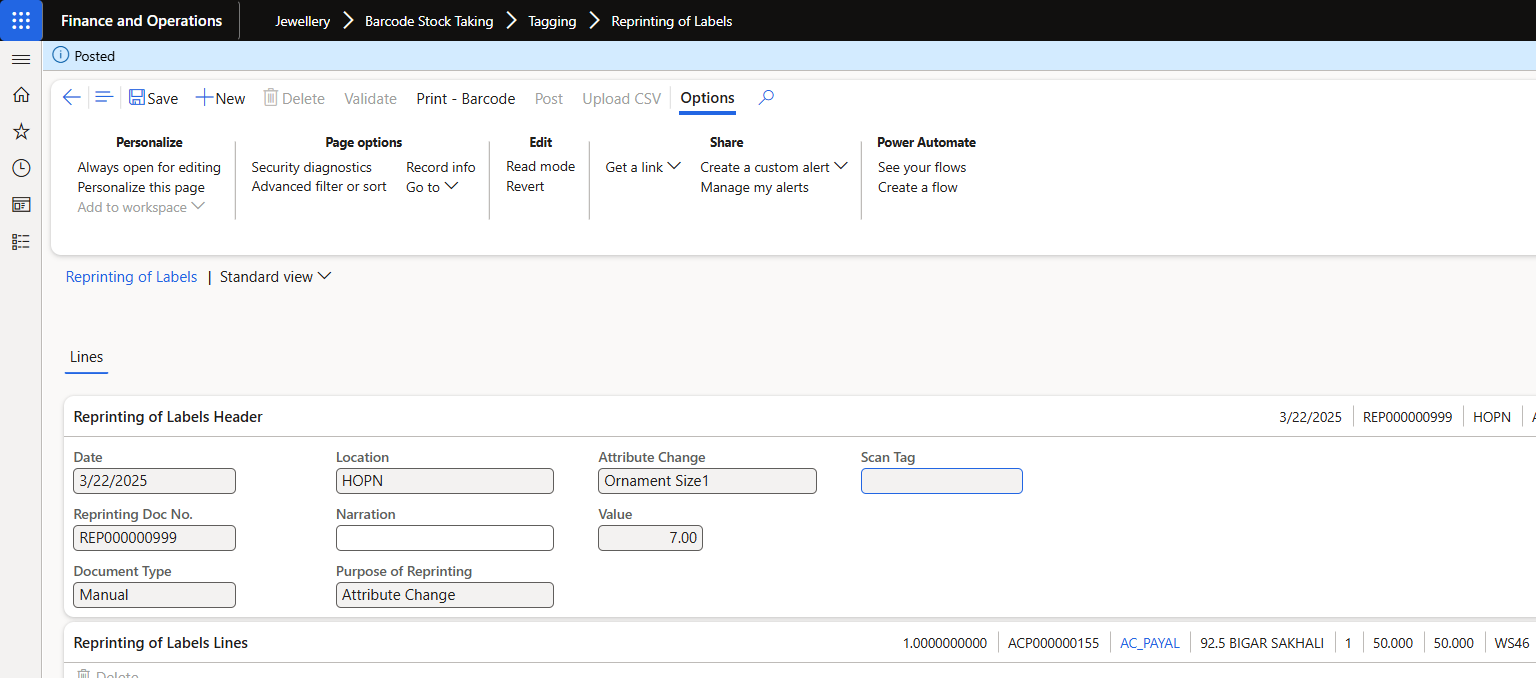 Finance and Operations Jewellery Barcode Stock Taking Tagging Reprinting of Labels
Posted
Save New Delete Validate Print - Barcode Post Upload CSV Options
Personalize Page options Edit Share Power Automate
Always open for editing Security diagnostics Record info Read mode Get a link Create a custom alert See your flows
Personalize this page Advanced filter or sort Go to Revert Manage my alerts Create a flow
Add to workspace
Reprinting of Labels | Standard view
Lines
Reprinting of Labels Header 3/22/2025 REP000000999 HOPN
Date Location Attribute Change Scan Tag
3/22/2025 HOPN Ornament Size1
Reprinting Doc No. Narration Value
REP000000999 7.00
Document Type Purpose of Reprinting
Manual Attribute Change
Reprinting of Labels Lines 1.0000000000 ACP000000155 AC_PAYAL 92.5 BIGAR SAKHALI 1 50.000 50.000 WS46
Delete